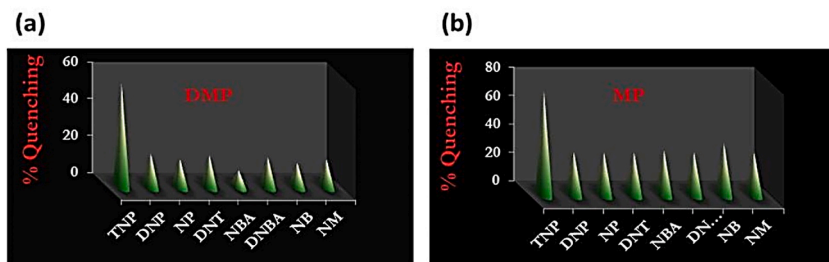 (a)
60
40
20
0
% Quenching
DMP
TNP
DNP
NP
DNT
NBA
DNBA
NB
NM
(b)
80
60
40
20
0
% Quenching
MP
TNP
DNP
NP
DNT
NBA
DN...
NB
NM